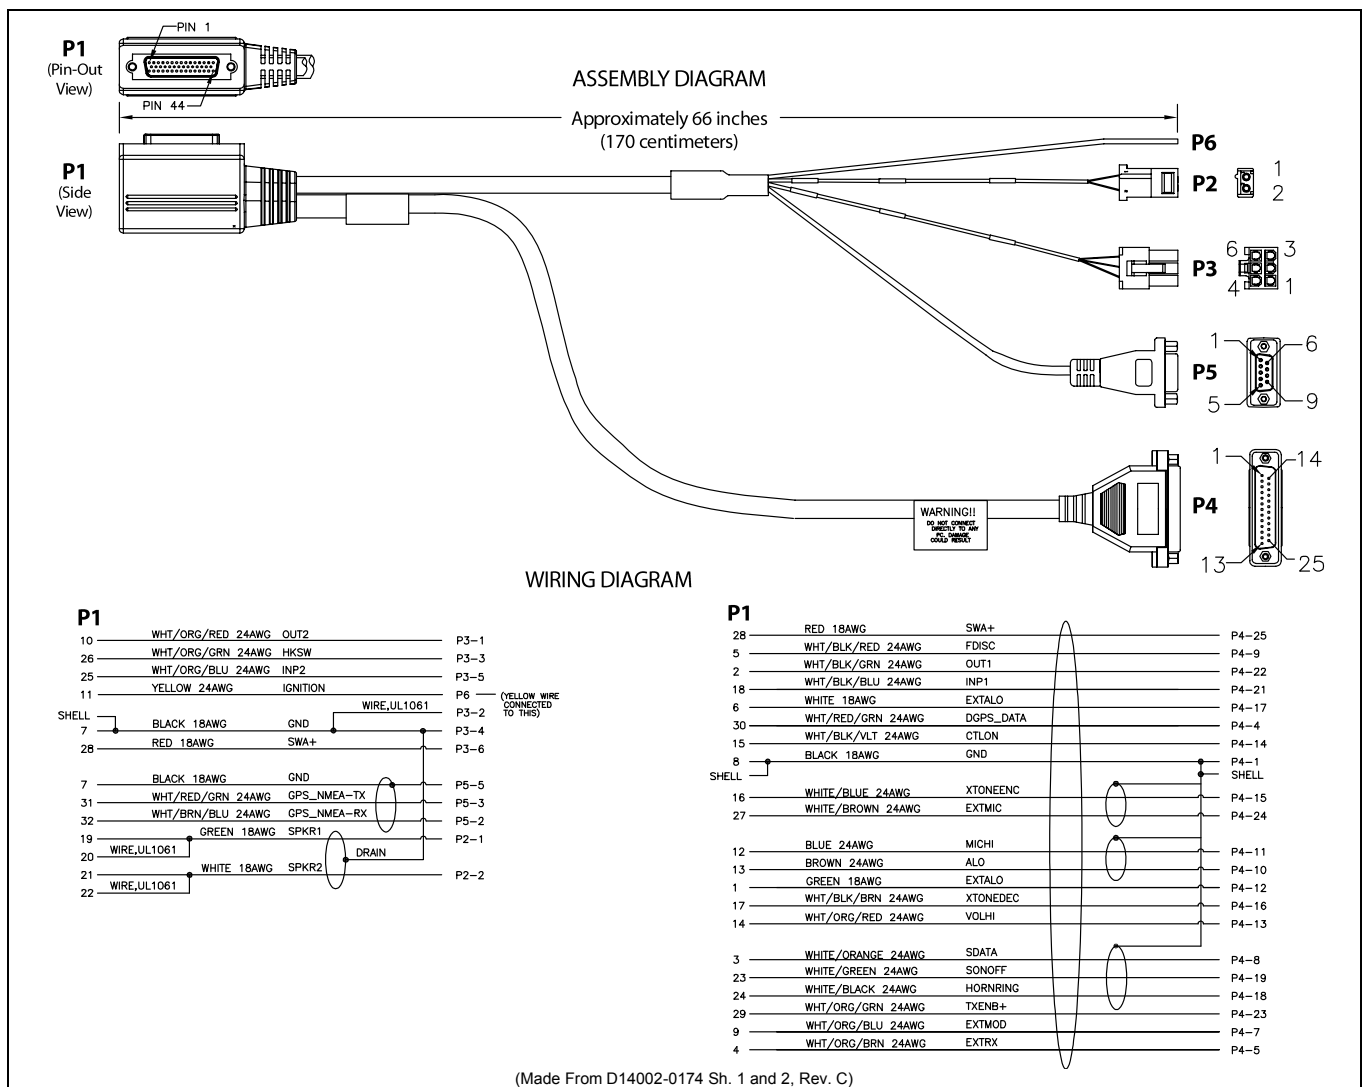 PIN 1
P1
(Pin-Out
View)
PIN 44
ASSEMBLY DIAGRAM
Approximately 66 inches
(170 centimeters)
P1
(Side
View)
P6
P2
1
2
P3
6 3
4 1
P5
1 6
5 9
P4
1 14
13 25
WARNING!!
DO NOT CONNECT
DIRECTLY TO ANY
PC. DAMAGE
COULD RESULT
WIRING DIAGRAM
P1
10 WHT/ORG/RED 24AWG OUT2 P3-1
26 WHT/ORG/GRN 24AWG HKSW P3-3
25 WHT/ORG/BLU 24AWG INP2 P3-5
11 YELLOW 24AWG IGNITION P6 (YELLOW WIRE
CONNECTED
TO THIS)
WIRE,UL1061 P3-2
SHELL
7 BLACK 18AWG GND P3-4
28 RED 18AWG SWA+ P3-6
7 BLACK 18AWG GND P5-5
31 WHT/RED/GRN 24AWG GPS_NMEA-TX P5-3
32 WHT/BRN/BLU 24AWG GPS_NMEA-RX P5-2
19 GREEN 18AWG SPKR1 P2-1
20 WIRE,UL1061
DRAIN
21 WHITE 18AWG SPKR2 P2-2
22 WIRE,UL1061
P1
28 RED 18AWG SWA+ P4-25
5 WHT/BLK/RED 24AWG FDISC P4-9
2 WHT/BLK/GRN 24AWG OUT1 P4-22
18 WHT/BLK/BLU 24AWG INP1 P4-21
6 WHITE 18AWG EXTALO P4-17
30 WHT/RED/GRN 24AWG DGPS_DATA P4-4
15 WHT/BLK/VLT 24AWG CTLON P4-14
8 BLACK 18AWG GND P4-1
SHELL SHELL
16 WHITE/BLUE 24AWG XTONEENC P4-15
27 WHITE/BROWN 24AWG EXTMIC P4-24
12 BLUE 24AWG MICHI P4-11
13 BROWN 24AWG ALO P4-10
1 GREEN 18AWG EXTALO P4-12
17 WHT/BLK/BRN 24AWG XTONEDEC P4-16
14 WHT/ORG/RED 24AWG VOLHI P4-13
3 WHITE/ORANGE 24AWG SDATA P4-8
23 WHITE/GREEN 24AWG SONOFF P4-19
24 WHITE/BLACK 24AWG HORNRING P4-18
29 WHT/ORG/GRN 24AWG TXENB+ P4-23
9 WHT/ORG/BLU 24AWG EXTMOD P4-7
4 WHT/ORG/BRN 24AWG EXTRX P4-5
(Made From D14002-0174 Sh. 1 and 2, Rev. C)